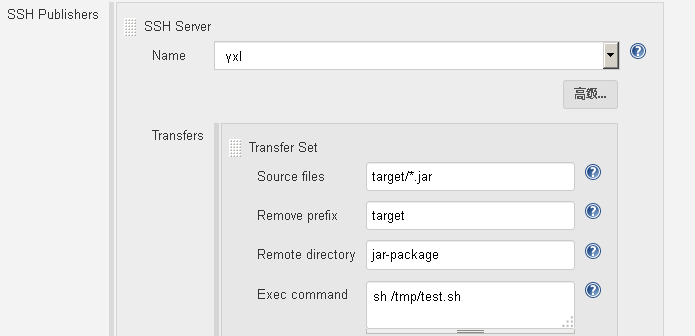 SSH Publishers
SSH Server
Name yxl
高级...
Transfers
Transfer Set
Source files target/*.jar
Remove prefix target
Remote directory jar-package
Exec command sh /tmp/test.sh